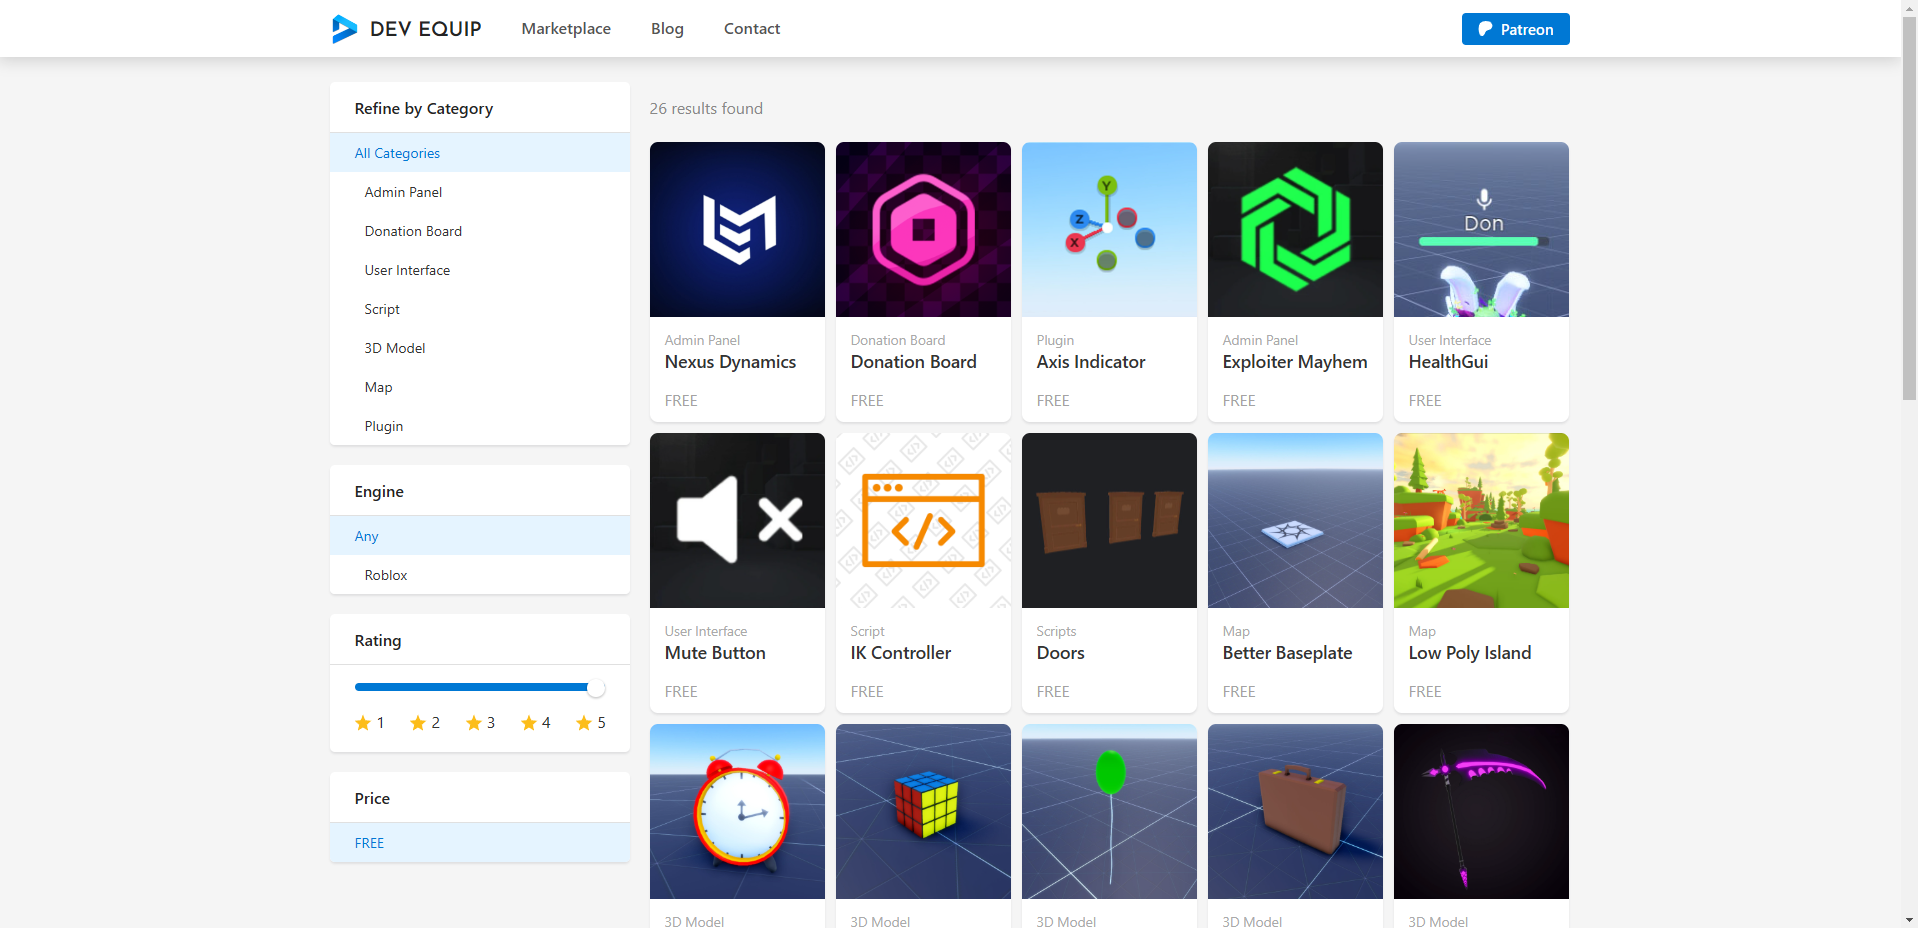 DEV EQUIP
Marketplace
Blog
Contact
Patreon
Refine by Category
All Categories
Admin Panel
Donation Board
User Interface
Script
3D Model
Map
Plugin
Engine
Any
Roblox
Rating
1 2 3 4 5
Price
FREE
26 results found
Admin Panel
Nexus Dynamics
FREE
Donation Board
Donation Board
FREE
Y
Z
X
Plugin
Axis Indicator
FREE
Admin Panel
Exploiter Mayhem
FREE
Don
User Interface
HealthGui
FREE
User Interface
Mute Button
FREE
Script
IK Controller
FREE
Scripts
Doors
FREE
Map
Better Baseplate
FREE
Map
Low Poly Island
FREE
3D Model
3D Model
3D Model
3D Model
3D Model